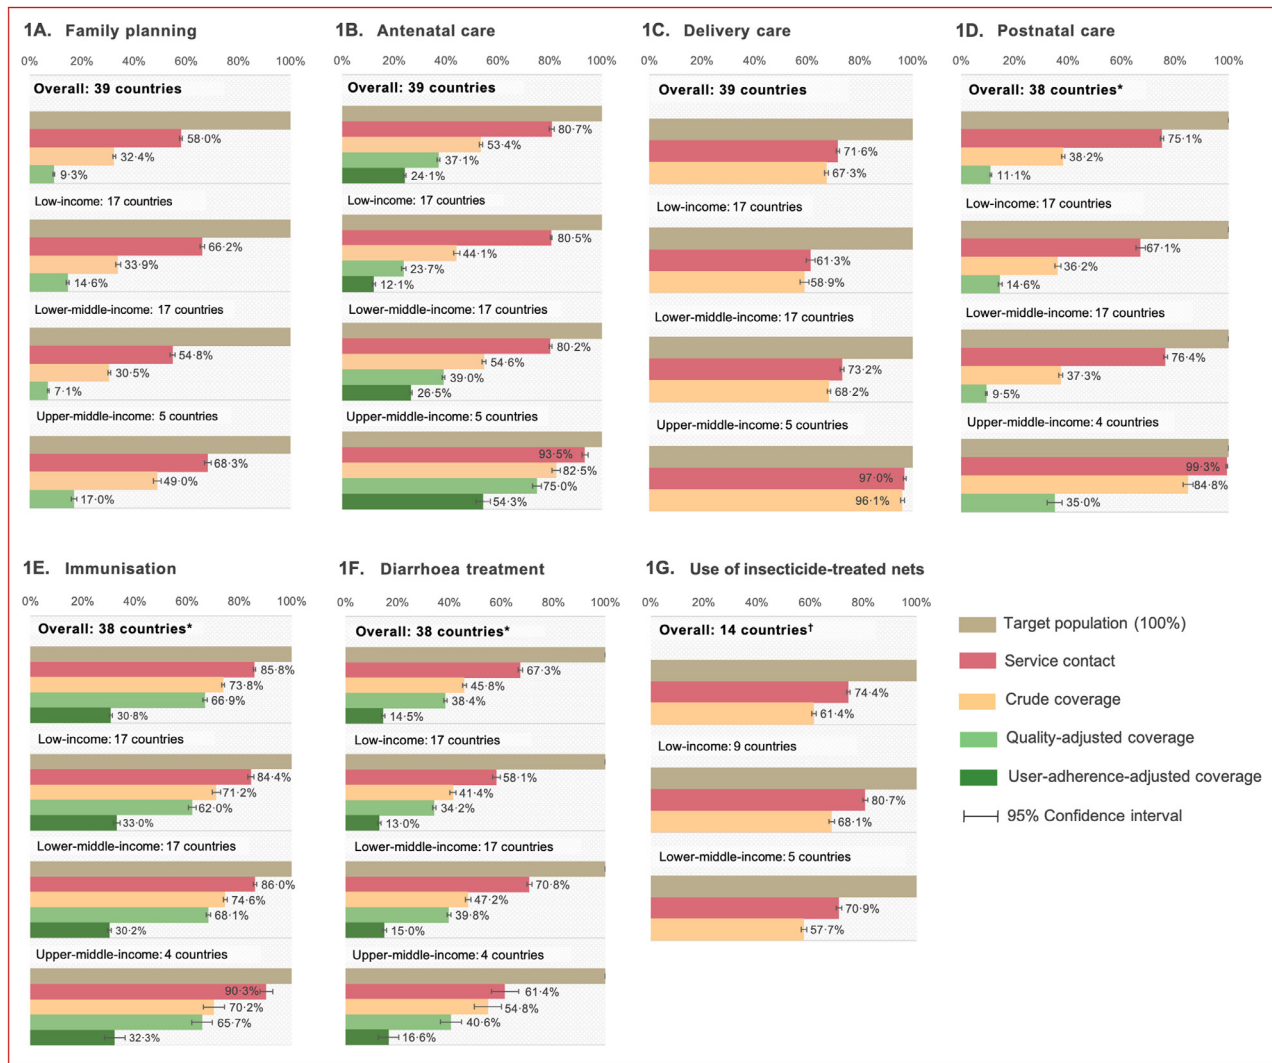 1A. Family planning
0% 20% 40% 60% 80% 100%
Overall: 39 countries
58·0%
32·4%
9·3%
Low-income: 17 countries
66·2%
33·9%
14·6%
Lower-middle-income: 17 countries
54·8%
30·5%
7·1%
Upper-middle-income: 5 countries
68·3%
49·0%
17·0%
1B. Antenatal care
0% 20% 40% 60% 80% 100%
Overall: 39 countries
80·7%
53·4%
37·1%
24·1%
Low-income: 17 countries
80·5%
44·1%
23·7%
12·1%
Lower-middle-income: 17 countries
80·2%
54·6%
39·0%
26·5%
Upper-middle-income: 5 countries
93·5%
82·5%
75·0%
54·3%
1C. Delivery care
0% 20% 40% 60% 80% 100%
Overall: 39 countries
71·6%
67·3%
Low-income: 17 countries
61·3%
58·9%
Lower-middle-income: 17 countries
73·2%
68·2%
Upper-middle-income: 5 countries
97·0%
96·1%
1D. Postnatal care
0% 20% 40% 60% 80% 100%
Overall: 38 countries*
75·1%
38·2%
11·1%
Low-income: 17 countries
67·1%
36·2%
14·6%
Lower-middle-income: 17 countries
76·4%
37·3%
9·5%
Upper-middle-income: 4 countries
99·3%
84·8%
35·0%
1E. Immunisation
0% 20% 40% 60% 80% 100%
Overall: 38 countries*
85·8%
73·8%
66·9%
30·8%
Low-income: 17 countries
84·4%
71·2%
62·0%
33·0%
Lower-middle-income: 17 countries
86·0%
74·6%
68·1%
30·2%
Upper-middle-income: 4 countries
90·3%
70·2%
65·7%
32·3%
1F. Diarrhoea treatment
0% 20% 40% 60% 80% 100%
Overall: 38 countries*
67·3%
45·8%
38·4%
14·5%
Low-income: 17 countries
58·1%
41·4%
34·2%
13·0%
Lower-middle-income: 17 countries
70·8%
47·2%
39·8%
15·0%
Upper-middle-income: 4 countries
61·4%
54·8%
40·6%
16·6%
1G. Use of insecticide-treated nets
0% 20% 40% 60% 80% 100%
Overall: 14 countries†
74·4%
61·4%
Low-income: 9 countries
80·7%
68·1%
Lower-middle-income: 5 countries
70·9%
57·7%
Target population (100%)
Service contact
Crude coverage
Quality-adjusted coverage
User-adherence-adjusted coverage
95% Confidence interval